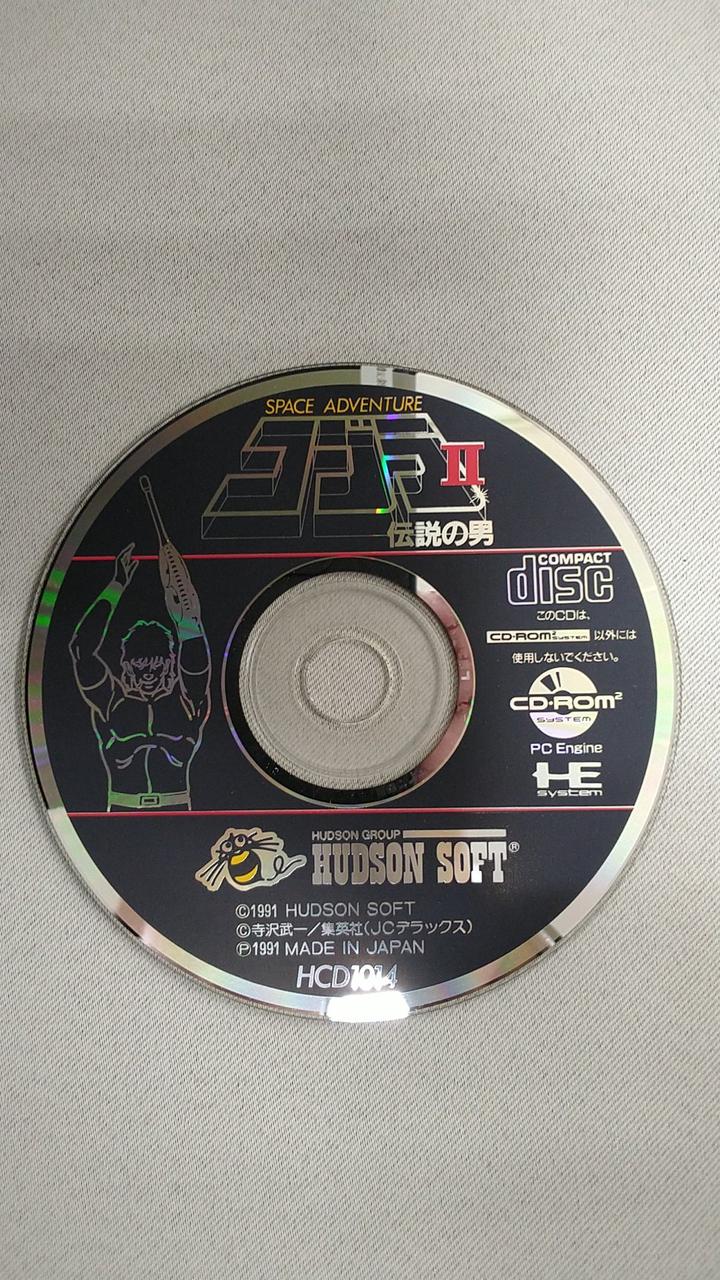 SPACE ADVENTURE
コブラ II
伝説の男
COMPACT
disc
このCDは、
CD-ROM² SYSTEM 以外には
使用しないでください。
CD-ROM²
SYSTEM
PC Engine
HE
system
HUDSON GROUP
HUDSON SOFT®
©1991 HUDSON SOFT
©寺沢武一/集英社(JCデラックス)
℗1991 MADE IN JAPAN
HCD1014